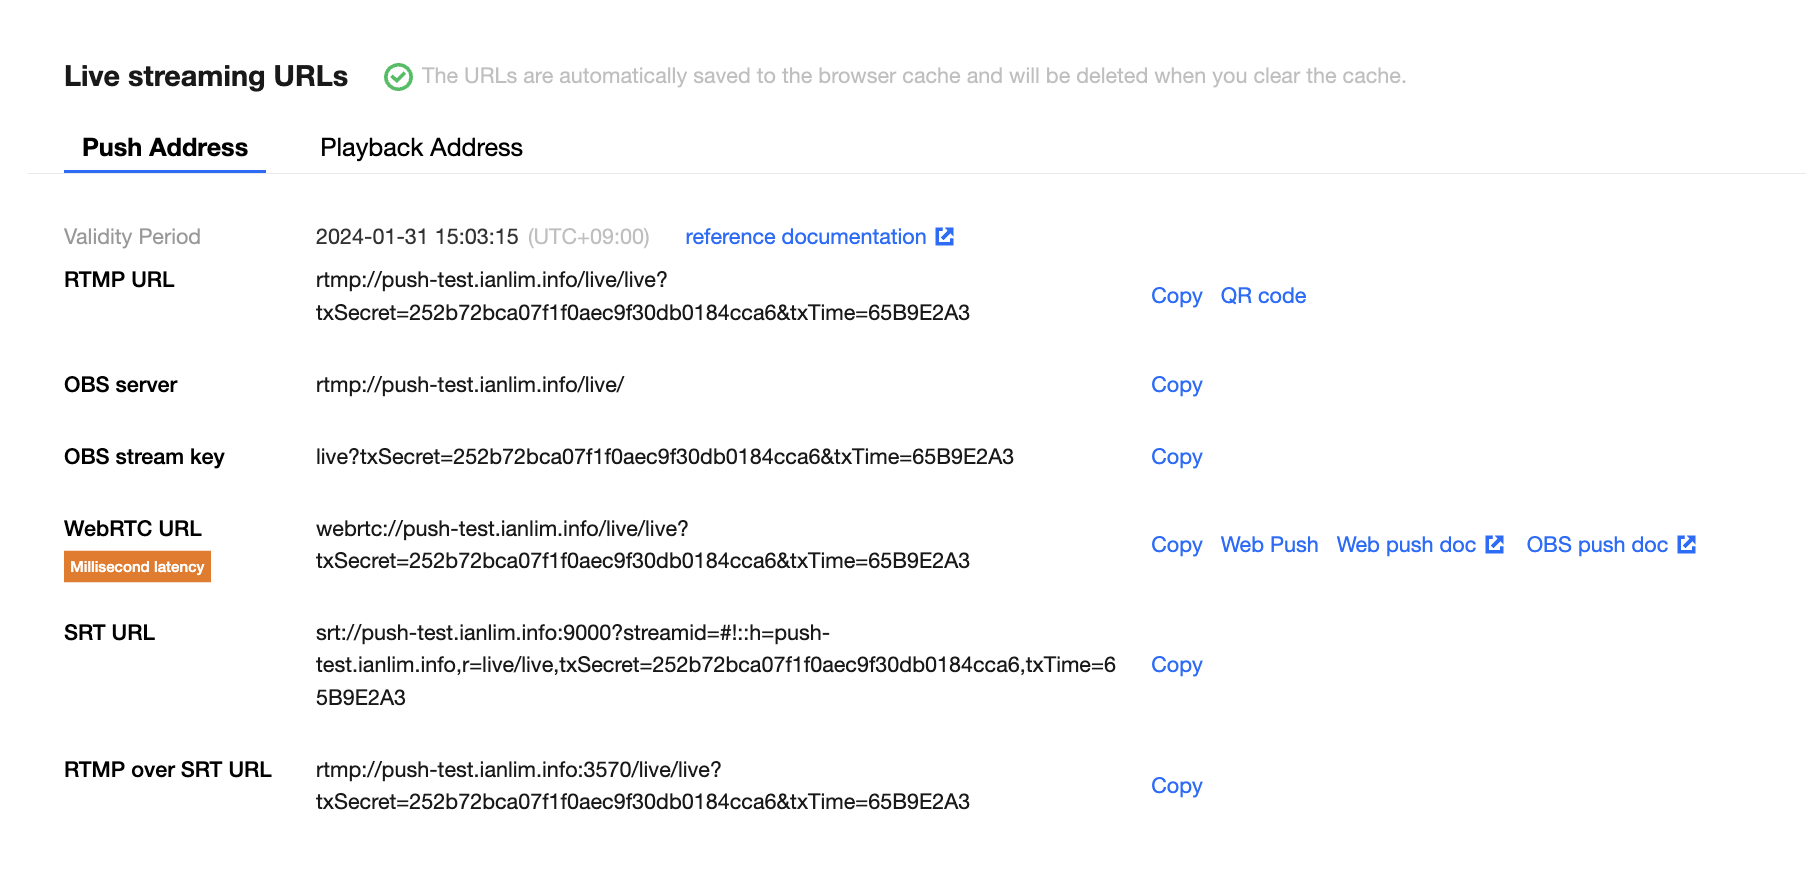 Live streaming URLs The URLs are automatically saved to the browser cache and will be deleted when you clear the cache.
Push Address Playback Address
Validity Period 2024-01-31 15:03:15 (UTC+09:00) reference documentation
RTMP URL rtmp://push-test.ianlim.info/live/live?
txSecret=252b72bca07f1f0aec9f30db0184cca6&txTime=65B9E2A3
Copy QR code
OBS server rtmp://push-test.ianlim.info/live/ Copy
OBS stream key live?txSecret=252b72bca07f1f0aec9f30db0184cca6&txTime=65B9E2A3 Copy
WebRTC URL webrtc://push-test.ianlim.info/live/live?
Millisecond latency txSecret=252b72bca07f1f0aec9f30db0184cca6&txTime=65B9E2A3
Copy Web Push Web push doc OBS push doc
SRT URL srt://push-test.ianlim.info:9000?streamid=#!::h=push-
test.ianlim.info,r=live/live,txSecret=252b72bca07f1f0aec9f30db0184cca6,txTime=6 Copy
5B9E2A3
RTMP over SRT URL rtmp://push-test.ianlim.info:3570/live/live?
txSecret=252b72bca07f1f0aec9f30db0184cca6&txTime=65B9E2A3
Copy